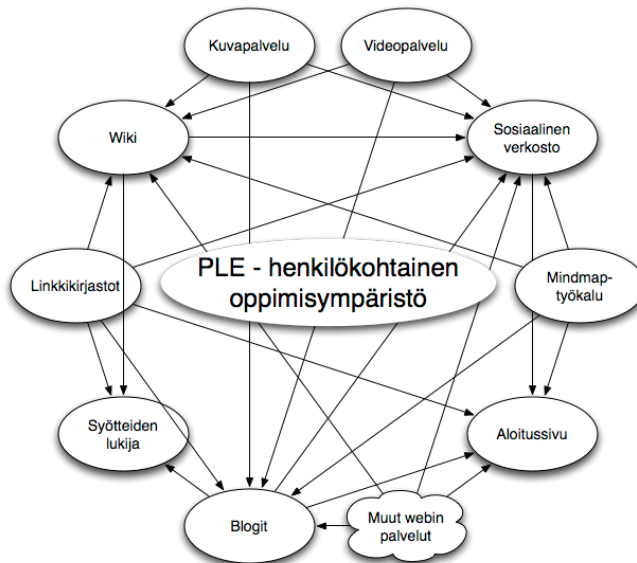 Kuvapalvelu
Videopalvelu
Wiki
Sosiaalinen
verkosto
PLE - henkilökohtainen
oppimisympäristö
Linkkikirjastot
Mindmap-
työkalu
Syötteiden
lukija
Aloitussivu
Blogit
Muut webin
palvelut